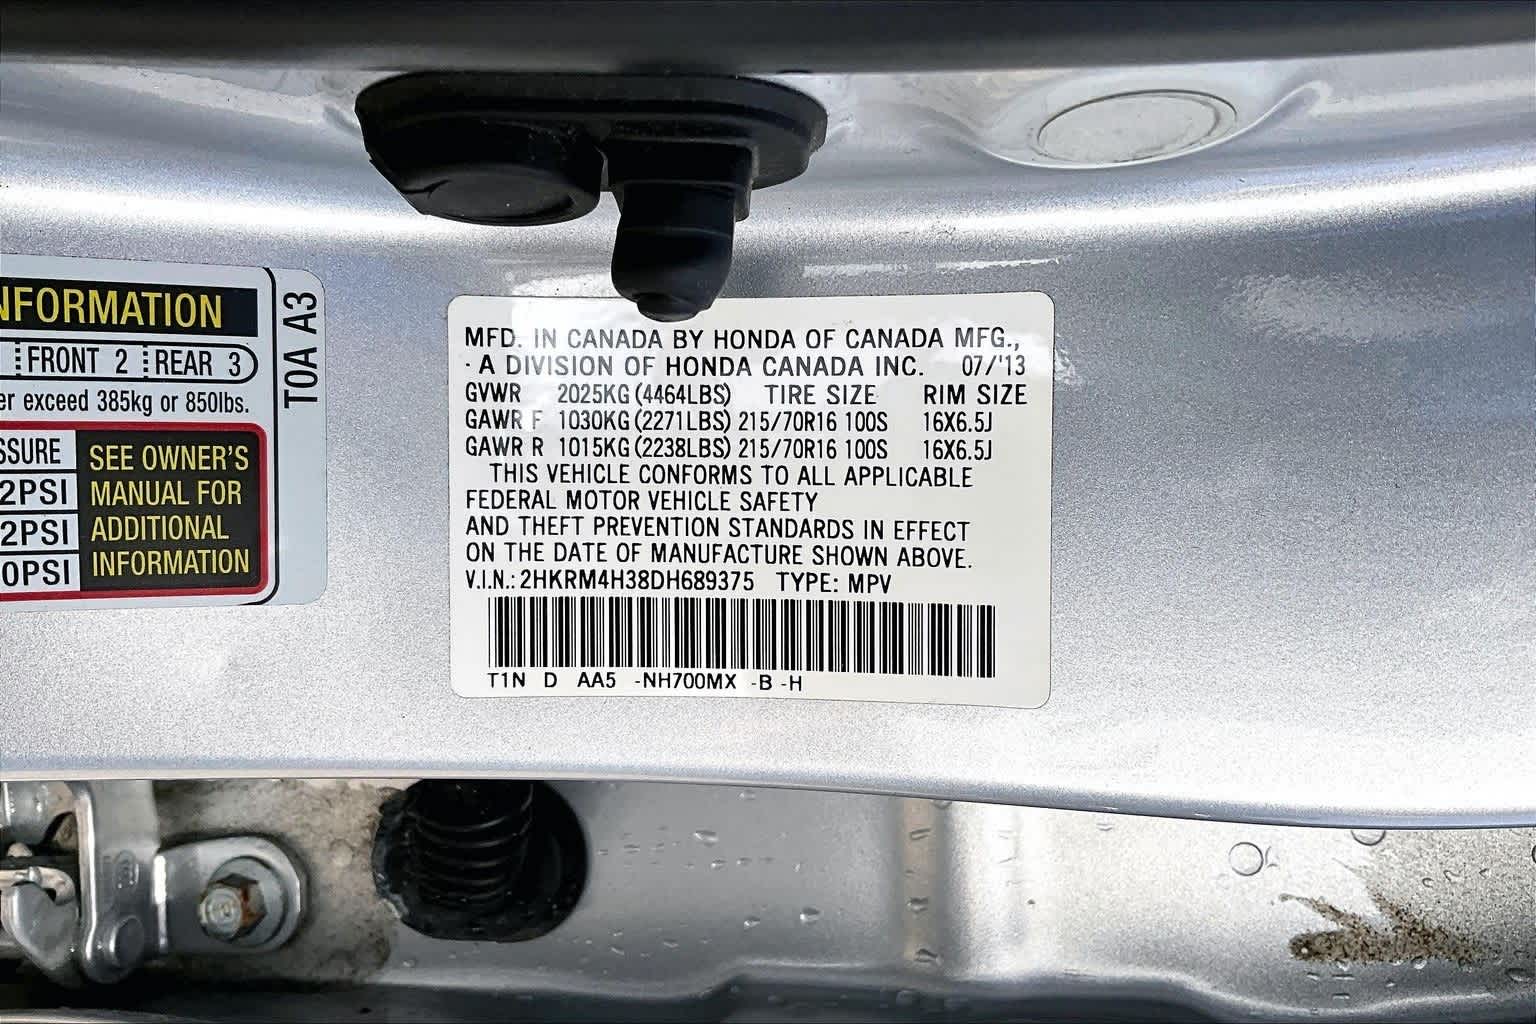 NFORMATION
FRONT 2 REAR 3
er exceed 385kg or 850lbs.
SSURE
2PSI
2PSI
0PSI
SEE OWNER'S
MANUAL FOR
ADDITIONAL
INFORMATION
T0A A3
MFD. IN CANADA BY HONDA OF CANADA MFG.,
A DIVISION OF HONDA CANADA INC. 07/'13
GVWR 2025KG(4464LBS) TIRE SIZE RIM SIZE
GAWR F 1030KG(2271LBS) 215/70R16 100S 16X6.5J
GAWR R 1015KG(2238LBS) 215/70R16 100S 16X6.5J
THIS VEHICLE CONFORMS TO ALL APPLICABLE
FEDERAL MOTOR VEHICLE SAFETY
AND THEFT PREVENTION STANDARDS IN EFFECT
ON THE DATE OF MANUFACTURE SHOWN ABOVE.
V.I.N.: 2HKRM4H38DH689375 TYPE: MPV
T1N D AA5 -NH700MX -B -H